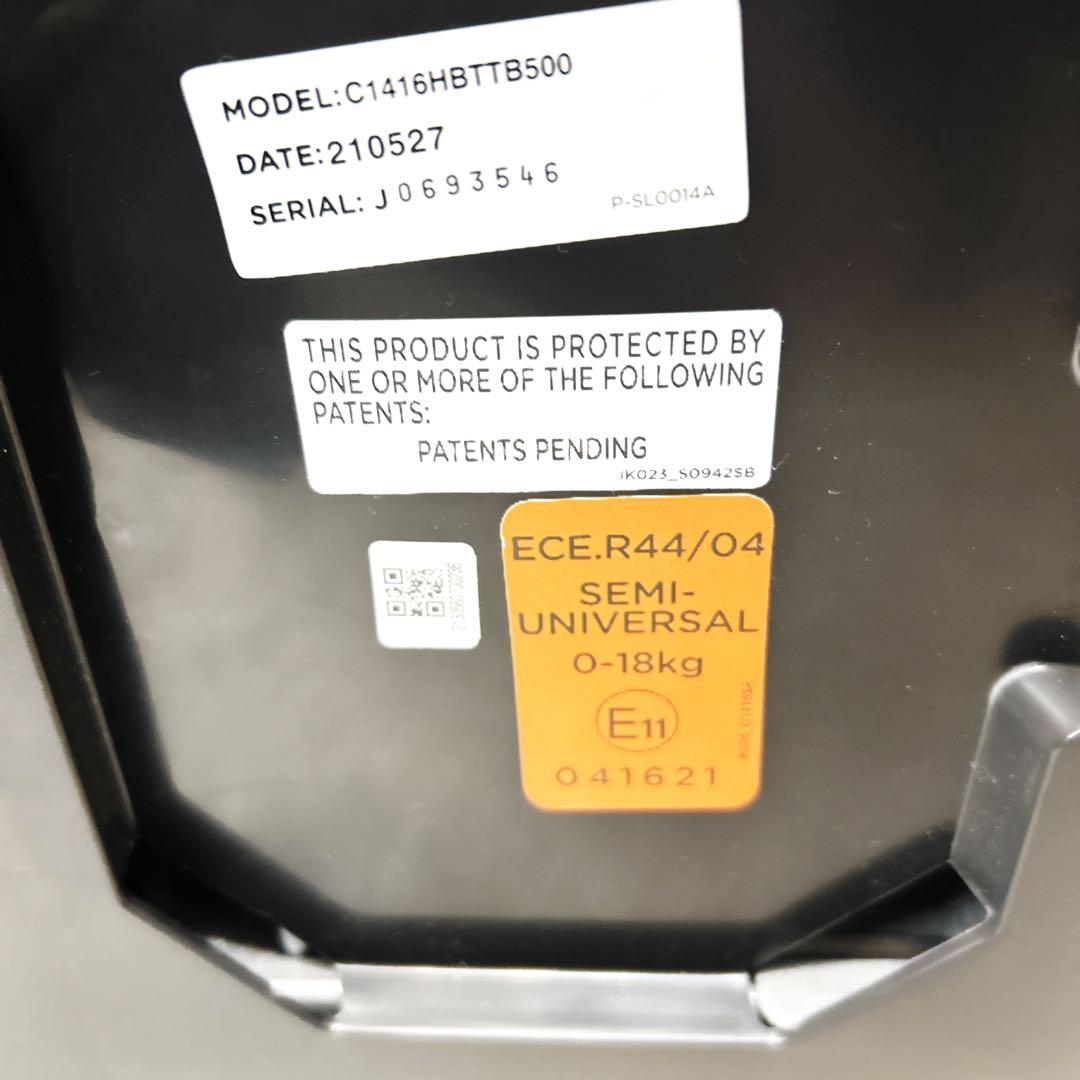 MODEL:C1416HBTTB500
DATE:210527
SERIAL: J0693546
P-SL0014A
THIS PRODUCT IS PROTECTED BY
ONE OR MORE OF THE FOLLOWING
PATENTS:
PATENTS PENDING
IK023_S0942SB
ECE.R44/04
SEMI-
UNIVERSAL
0-18kg
E11
041621